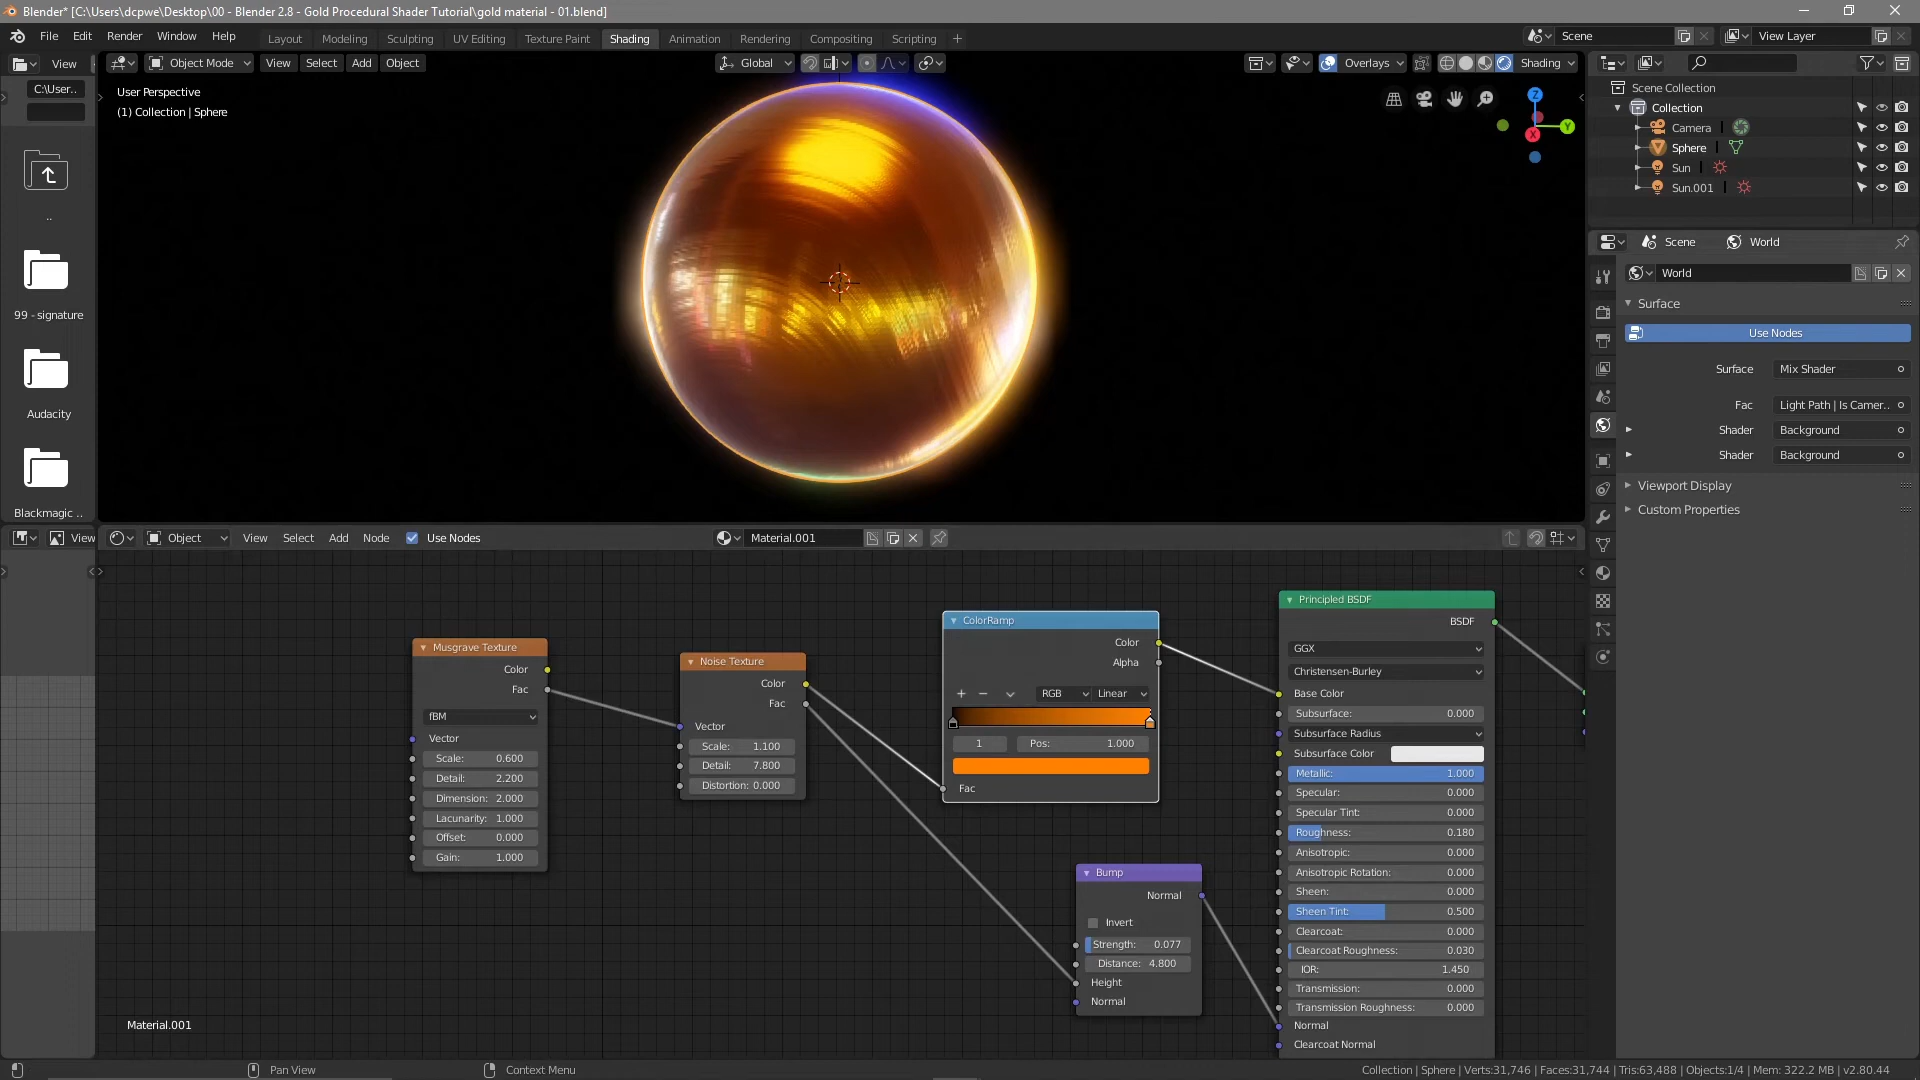 Blender* [C:\Users\dcpwe\Desktop\00 - Blender 2.8 - Gold Procedural Shader Tutorial\gold material - 01.blend]
File Edit Render Window Help Layout Modeling Sculpting UV Editing Texture Paint Shading Animation Rendering Compositing Scripting + Scene View Layer
View Object Mode View Select Add Object Global Overlays Shading
C:\User..
User Perspective
(1) Collection | Sphere
Z
Y
X
Scene Collection
Collection
Camera
Sphere
Sun
Sun.001
..
99 - signature
Audacity
Blackmagic ..
Scene World
World
Surface
Use Nodes
Surface Mix Shader
Fac Light Path | Is Camer..
Shader Background
Shader Background
Viewport Display
Custom Properties
View Object View Select Add Node Use Nodes Material.001
Musgrave Texture
Color
Fac
fBM
Vector
Scale: 0.600
Detail: 2.200
Dimension: 2.000
Lacunarity: 1.000
Offset: 0.000
Gain: 1.000
Noise Texture
Color
Fac
Vector
Scale: 1.100
Detail: 7.800
Distortion: 0.000
ColorRamp
Color
Alpha
+ − RGB Linear
1 Pos: 1.000
Fac
Bump
Normal
Invert
Strength: 0.077
Distance: 4.800
Height
Normal
Principled BSDF
BSDF
GGX
Christensen-Burley
Base Color
Subsurface: 0.000
Subsurface Radius
Subsurface Color
Metallic: 1.000
Specular: 0.000
Specular Tint: 0.000
Roughness: 0.180
Anisotropic: 0.000
Anisotropic Rotation: 0.000
Sheen: 0.000
Sheen Tint: 0.500
Clearcoat: 0.000
Clearcoat Roughness: 0.030
IOR: 1.450
Transmission: 0.000
Transmission Roughness: 0.000
Normal
Clearcoat Normal
Material.001
Pan View Context Menu Collection | Sphere | Verts:31,746 | Faces:31,744 | Tris:63,488 | Objects:1/4 | Mem: 322.2 MB | v2.80.44